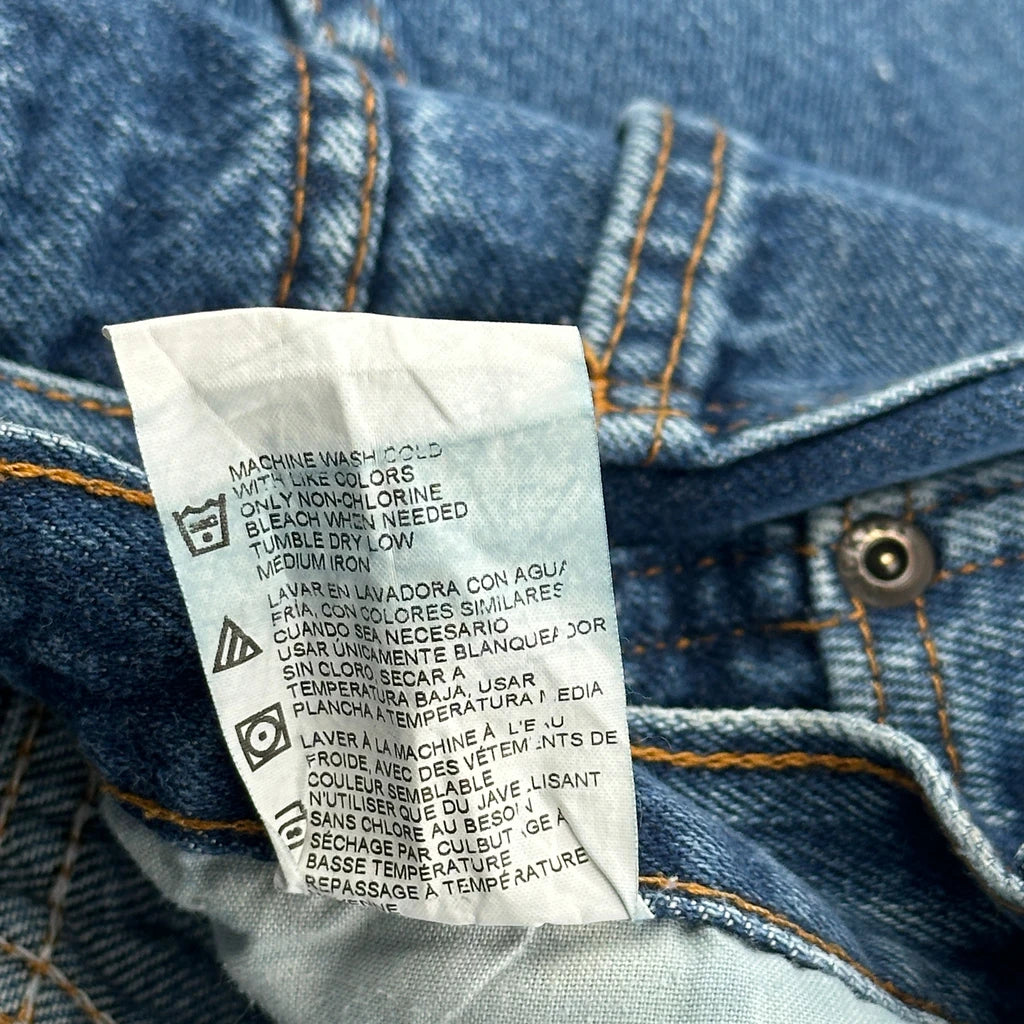 MACHINE WASH COLD
WITH LIKE COLORS
ONLY NON-CHLORINE
BLEACH WHEN NEEDED
TUMBLE DRY LOW
MEDIUM IRON
LAVAR EN LAVADORA CON AGUA
FRÍA, CON COLORES SIMILARES
CUANDO SEA NECESARIO
USAR ÚNICAMENTE BLANQUEADOR
SIN CLORO, SECAR A
TEMPERATURA BAJA, USAR
PLANCHA A TEMPERATURA MEDIA
LAVER À LA MACHINE À L'EAU
FROIDE, AVEC DES VÊTEMENTS DE
COULEUR SEMBLABLE
N'UTILISER QUE DU JAVELLISANT
SANS CHLORE AU BESOIN
SÉCHAGE PAR CULBUTAGE À
BASSE TEMPÉRATURE
REPASSAGE À TEMPÉRATURE